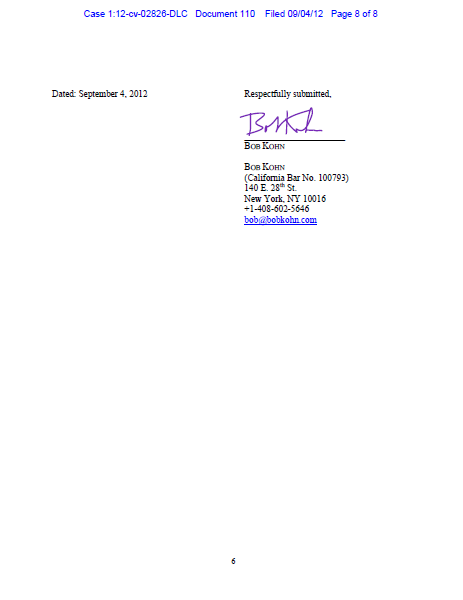 Case 1:12-cv-02826-DLC Document 110 Filed 09/04/12 Page 8 of 8
Dated: September 4, 2012 Respectfully submitted,
Bob Kohn
BOB KOHN
BOB KOHN
(California Bar No. 100793)
140 E. 28th St.
New York, NY 10016
+1-408-602-5646
bob@bobkohn.com
6